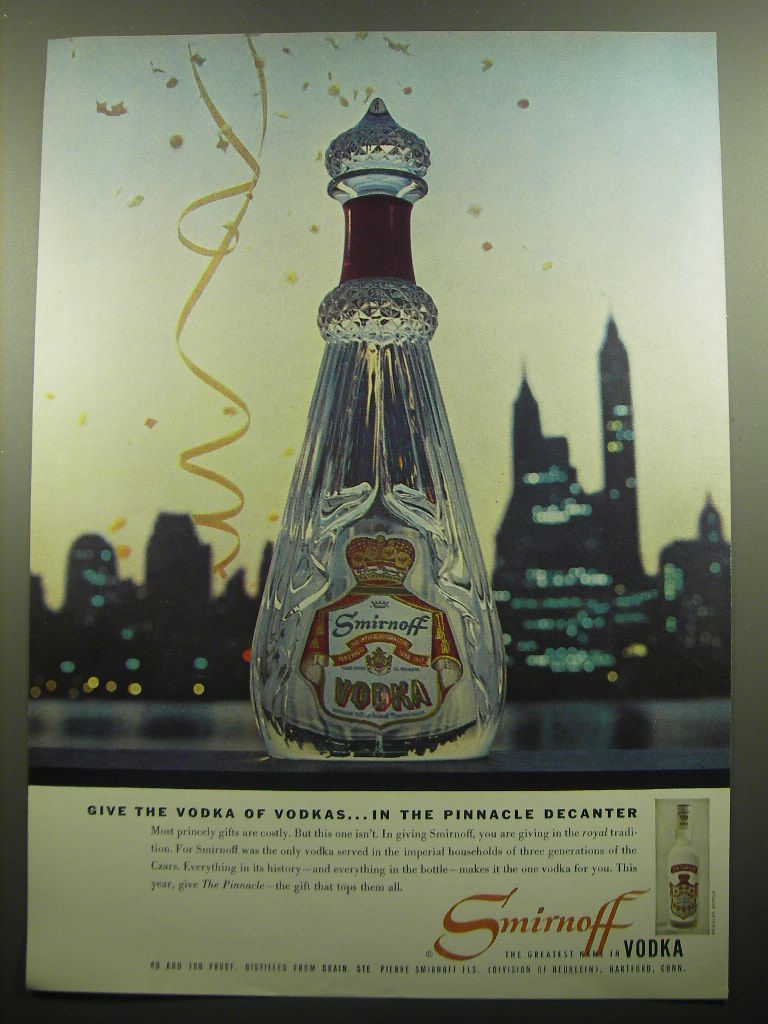 Smirnoff
VODKA
GIVE THE VODKA OF VODKAS...IN THE PINNACLE DECANTER
Most princely gifts are costly. But this one isn't. In giving Smirnoff, you are giving in the royal tradi-
tion. For Smirnoff was the only vodka served in the imperial households of three generations of the
Czars. Everything in its history—and everything in the bottle—makes it the one vodka for you. This
year, give The Pinnacle—the gift that tops them all.
Smirnoff
® THE GREATEST NAME IN VODKA
80 AND 100 PROOF. DISTILLED FROM GRAIN. STE. PIERRE SMIRNOFF FLS. (DIVISION OF HEUBLEIN), HARTFORD, CONN.